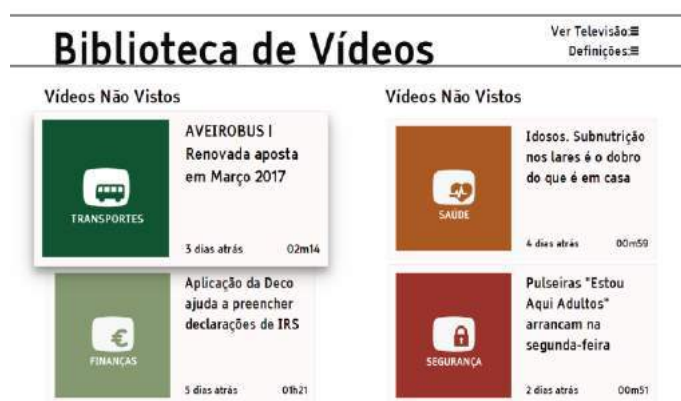 Biblioteca de Vídeos
Ver Televisão:≡
Definições:≡
Vídeos Não Vistos
TRANSPORTES
AVEIROBUS |
Renovada aposta
em Março 2017
3 dias atrás 02m14
FINANÇAS
Aplicação da Deco
ajuda a preencher
declarações de IRS
5 dias atrás 01h21
Vídeos Não Vistos
SAÚDE
Idosos. Subnutrição
nos lares é o dobro
do que é em casa
4 dias atrás 00m59
SEGURANÇA
Pulseiras "Estou
Aqui Adultos"
arrancam na
segunda-feira
2 dias atrás 00m51